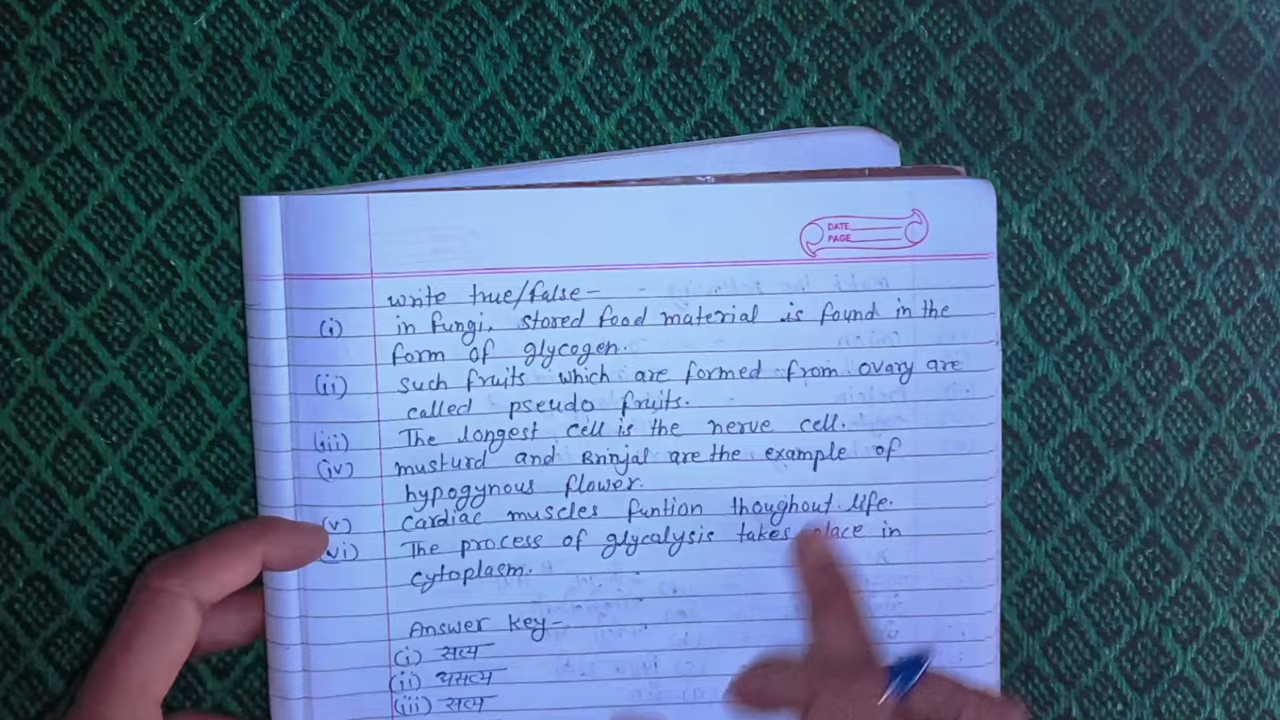 DATE
PAGE
write true/false-
(i) in fungi, stored food material is found in the
form of glycogen.
(ii) such fruits which are formed from ovary are
called pseudo fruits.
(iii) The longest cell is the nerve cell.
(iv) musturd and Brinjal are the example of
hypogynous flower.
(v) Cardiac muscles funtion thoughout life.
(vi) The process of glycalysis takes place in
cytoplasm.
Answer key-
(i) सत्य
(ii) असत्य
(iii) सत्य